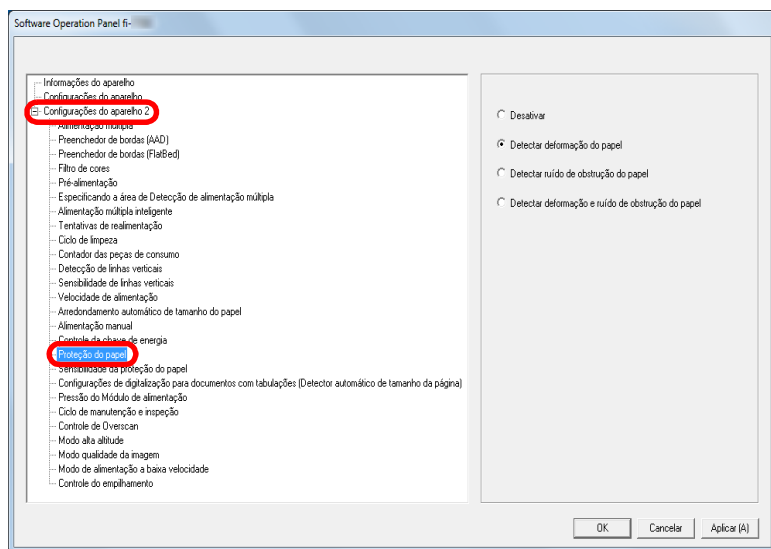 Software Operation Panel fi-
Informações do aparelho
Configurações do aparelho
Configurações do aparelho 2
Alimentação múltipla
Preenchedor de bordas (AAD)
Preenchedor de bordas (FlatBed)
Filtro de cores
Pré-alimentação
Especificando a área de Detecção de alimentação múltipla
Alimentação múltipla inteligente
Tentativas de realimentação
Ciclo de limpeza
Contador das peças de consumo
Detecção de linhas verticais
Sensibilidade de linhas verticais
Velocidade de alimentação
Arredondamento automático de tamanho do papel
Alimentação manual
Controle da chave de energia
Proteção do papel
Sensibilidade da proteção do papel
Configurações de digitalização para documentos com tabulações (Detector automático de tamanho da página)
Pressão do Módulo de alimentação
Ciclo de manutenção e inspeção
Controle de Overscan
Modo alta altitude
Modo qualidade da imagem
Modo de alimentação a baixa velocidade
Controle do empilhamento
Desativar
Detectar deformação do papel
Detectar ruído de obstrução do papel
Detectar deformação e ruído de obstrução do papel
OK Cancelar Aplicar (A)